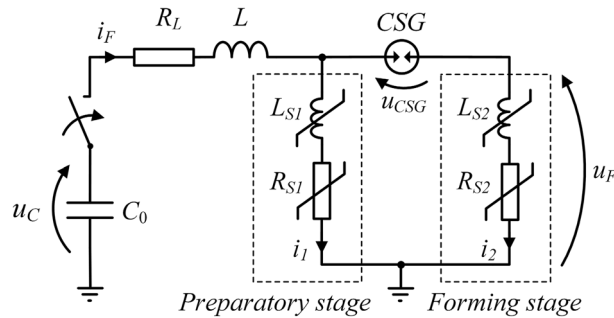 i_F
R_L
L
CSG
u_CSG
L_S1
L_S2
R_S1
R_S2
u_F
u_C
C_0
i_1
i_2
Preparatory stage
Forming stage